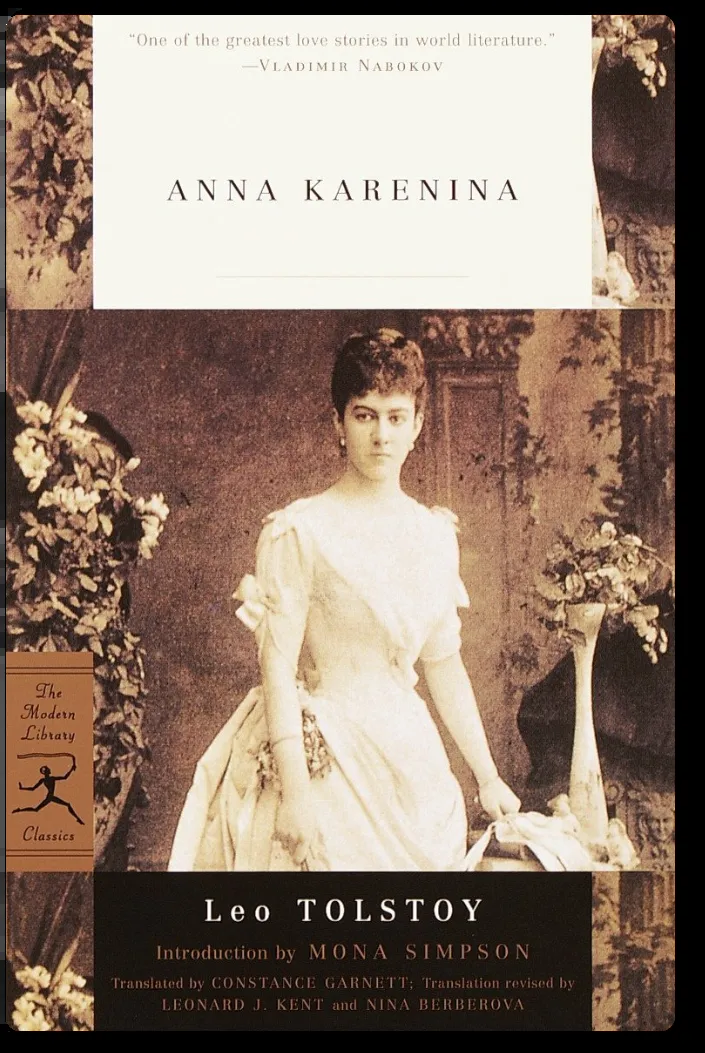 “One of the greatest love stories in world literature.”
—VLADIMIR NABOKOV
ANNA KARENINA
The
Modern
Library
Classics
Leo TOLSTOY
Introduction by MONA SIMPSON
Translated by CONSTANCE GARNETT; Translation revised by
LEONARD J. KENT and NINA BERBEROVA